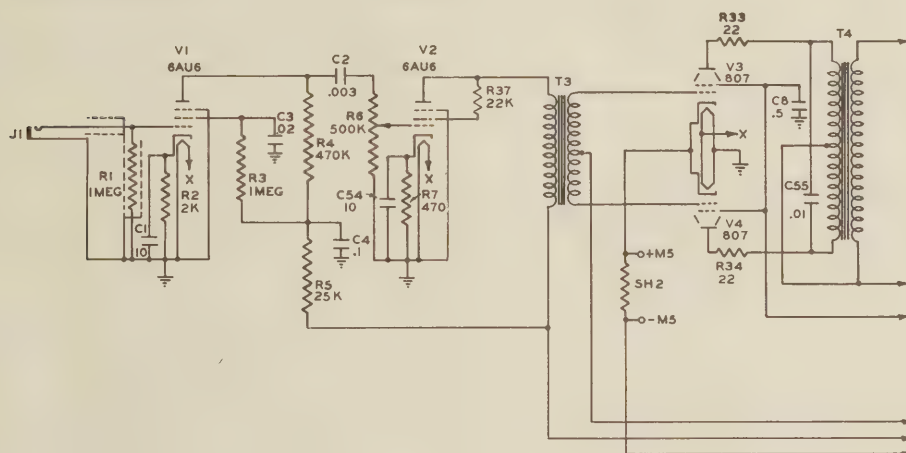 R33
22
T4
V1
6AU6
C2
.003
V2
6AU6
V3
807
R37
22K
T3
C8
.5
J1
C3
.02
R6
500K
R4
470K
X
R1
1MEG
R2
2K
X
R3
1MEG
X
C54
10
R7
470
C55
.01
C1
10
C4
.1
V4
807
+M5
R34
22
R5
25K
SH2
-M5